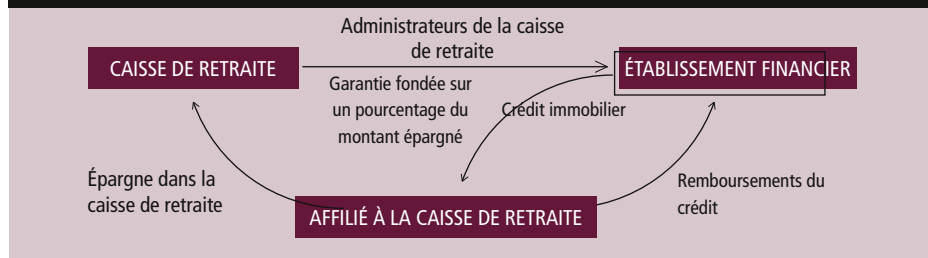 Administrateurs de la caisse
de retraite
CAISSE DE RETRAITE
ÉTABLISSEMENT FINANCIER
Garantie fondée sur
un pourcentage du
montant épargné
Crédit immobilier
Épargne dans la
caisse de retraite
Remboursements du
crédit
AFFILIÉ À LA CAISSE DE RETRAITE